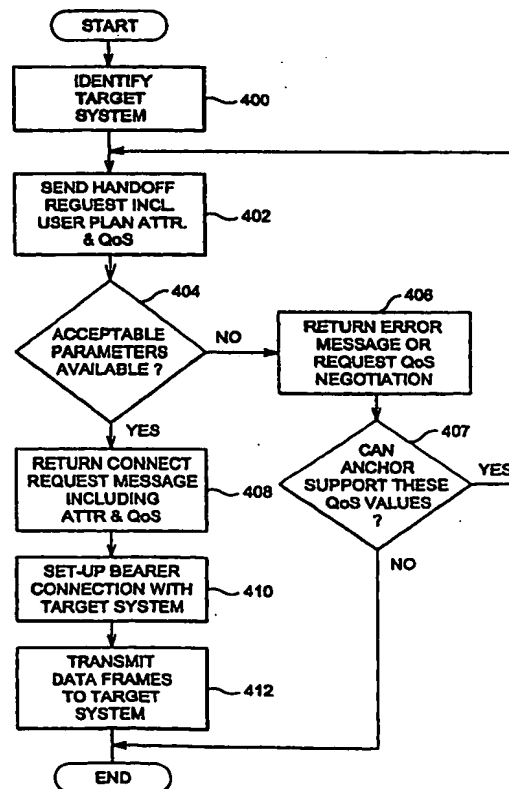 START
IDENTIFY
TARGET
SYSTEM
400
SEND HANDOFF
REGUEST INCL.
USER PLAN ATTR.
& QoS
402
404
ACCEPTABLE
PARAMETERS
AVAILABLE ?
NO
YES
406
RETURN ERROR
MESSAGE OR
REQUEST QoS
NEGOTIATION
407
CAN
ANCHOR
SUPPORT THESE
QoS VALUES
?
YES
NO
RETURN CONNECT
REQUEST MESSAGE
INCLUDING
ATTR & QoS
408
SET-UP BEARER
CONNECTION WITH
TARGET SYSTEM
410
TRANSMIT
DATA FRAMES
TO TARGET
SYSTEM
412
END